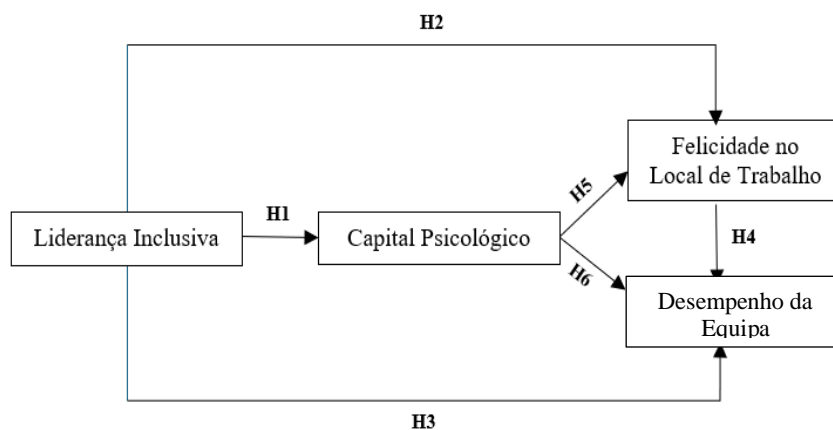 H2
Felicidade no
Local de Trabalho
H5
H1
Liderança Inclusiva
Capital Psicológico
H4
H6
Desempenho da
Equipa
H3